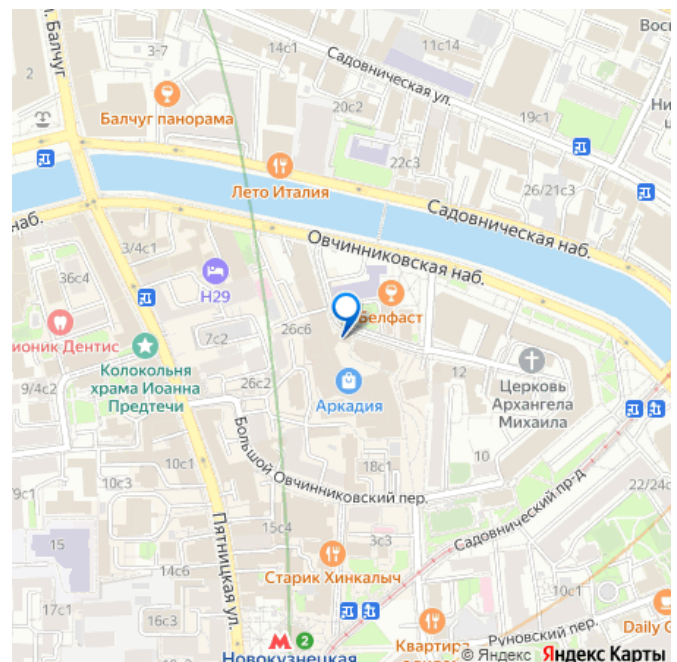 Вос
л. Балчуг
3-7
14с1
11с14
Садовническая ул.
2
20с2
19с1
Балчуг панорама
Ни
22с3
26/21с3
Лето Италия
Садовническая наб.
наб.
3/4с1
Овчинниковская наб.
36с4
Н29
Белфаст
26с6
7с2
ионик Дентис
Колокольня
храма Иоанна
Предтечи
9/4с2
26с2
12
Церковь
Архангела
Михаила
Аркадия
Большой Овчинниковский пер.
10
10с1
18с1
10с3
9с1
22/24с
Садовнический пр-д
Пятницкая ул.
15с4
3с3
15
14с6
Старик Хинкалыч
17с1
16с3
10с1
М 2
Новокузнецкая
Квартира
Руновский пер.
Daily
© Яндекс Яндекс Карты